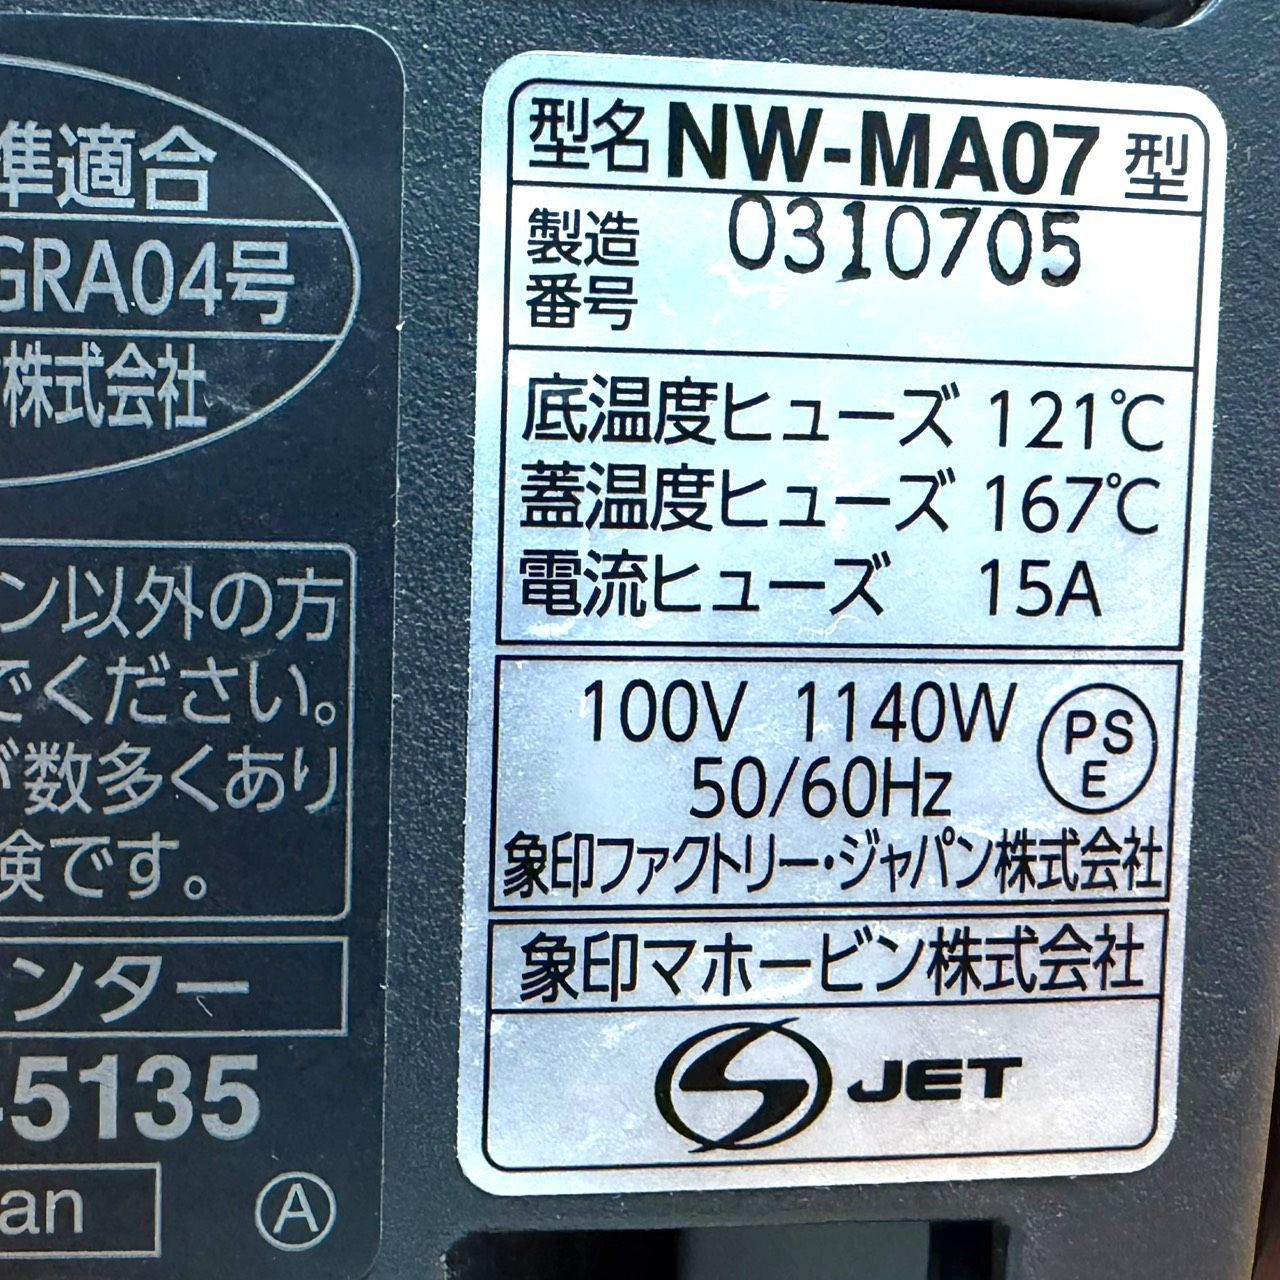 準適合
GRA04号
株式会社
ン以外の方
でください。
が数多くあり
険です。
ンター
45135
an
A
型名 NW-MA07 型
製造番号 0310705
底温度ヒューズ 121℃
蓋温度ヒューズ 167℃
電流ヒューズ 15A
100V 1140W
50/60Hz
PS
E
象印ファクトリー・ジャパン株式会社
象印マホービン株式会社
S JET